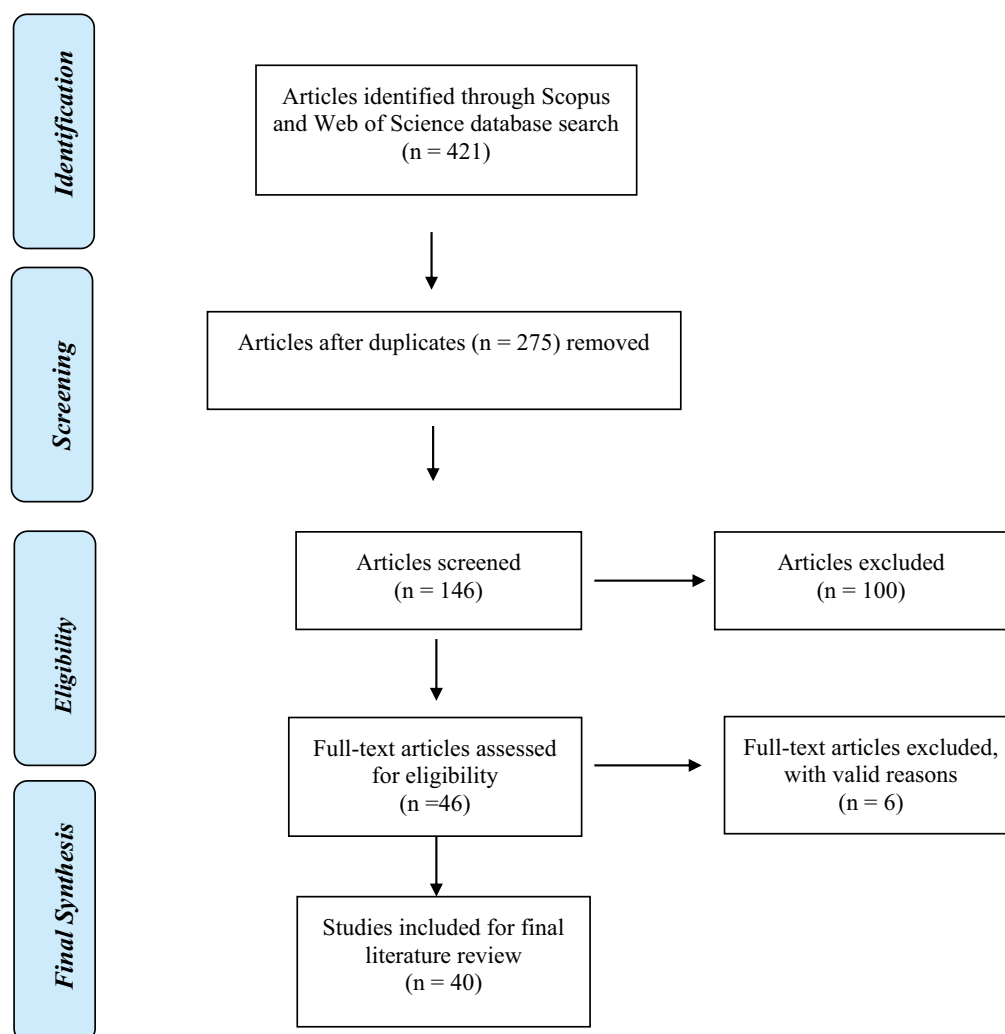 Identification
Articles identified through Scopus
and Web of Science database search
(n = 421)
Screening
Articles after duplicates (n = 275) removed
Eligibility
Articles screened
(n = 146)
Articles excluded
(n = 100)
Full-text articles assessed
for eligibility
(n =46)
Full-text articles excluded,
with valid reasons
(n = 6)
Final Synthesis
Studies included for final
literature review
(n = 40)